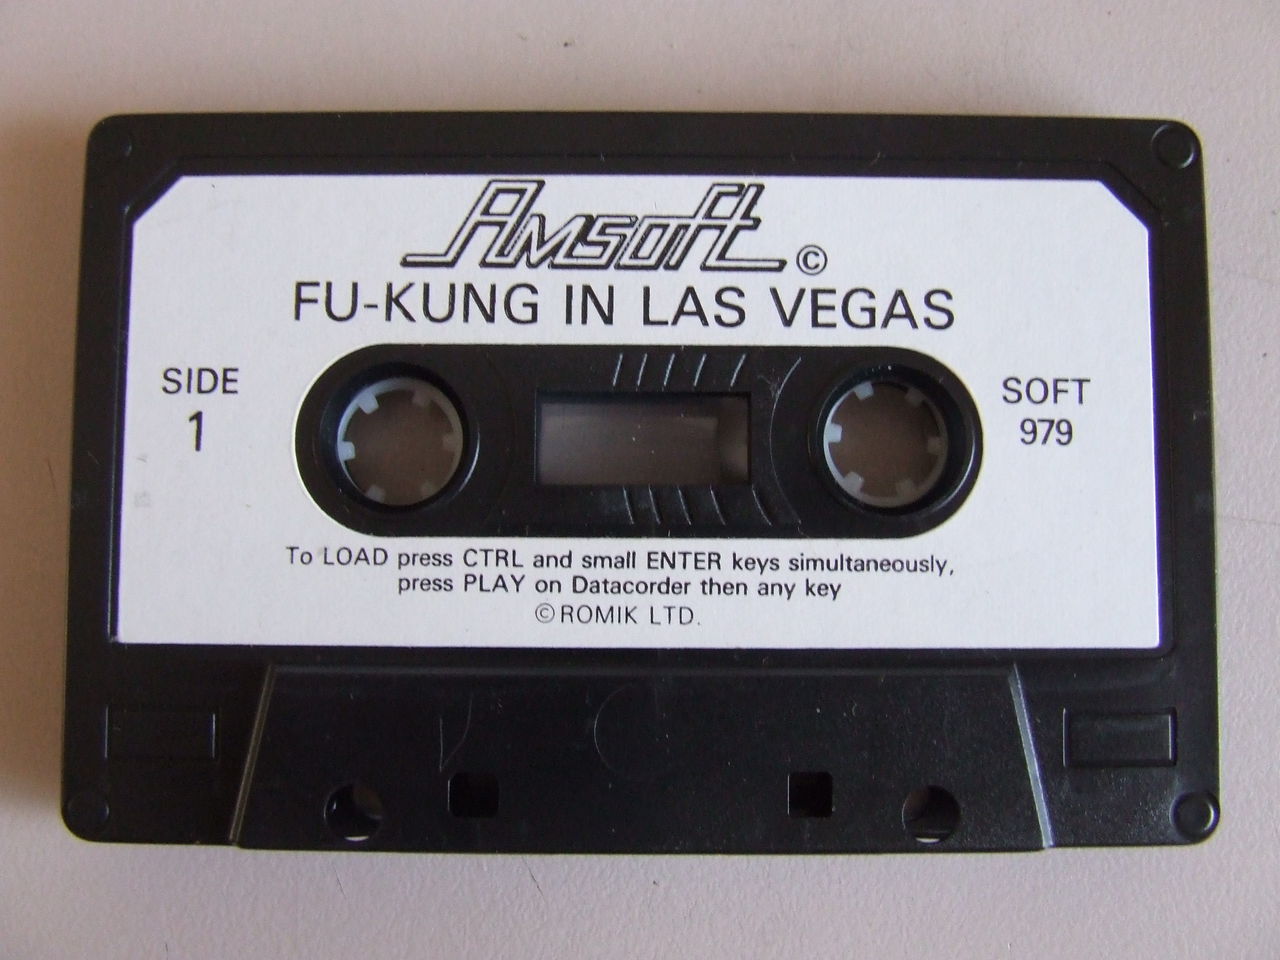 Amsoft ©
FU-KUNG IN LAS VEGAS
SIDE
1
SOFT
979
To LOAD press CTRL and small ENTER keys simultaneously,
press PLAY on Datacorder then any key
© ROMIK LTD.